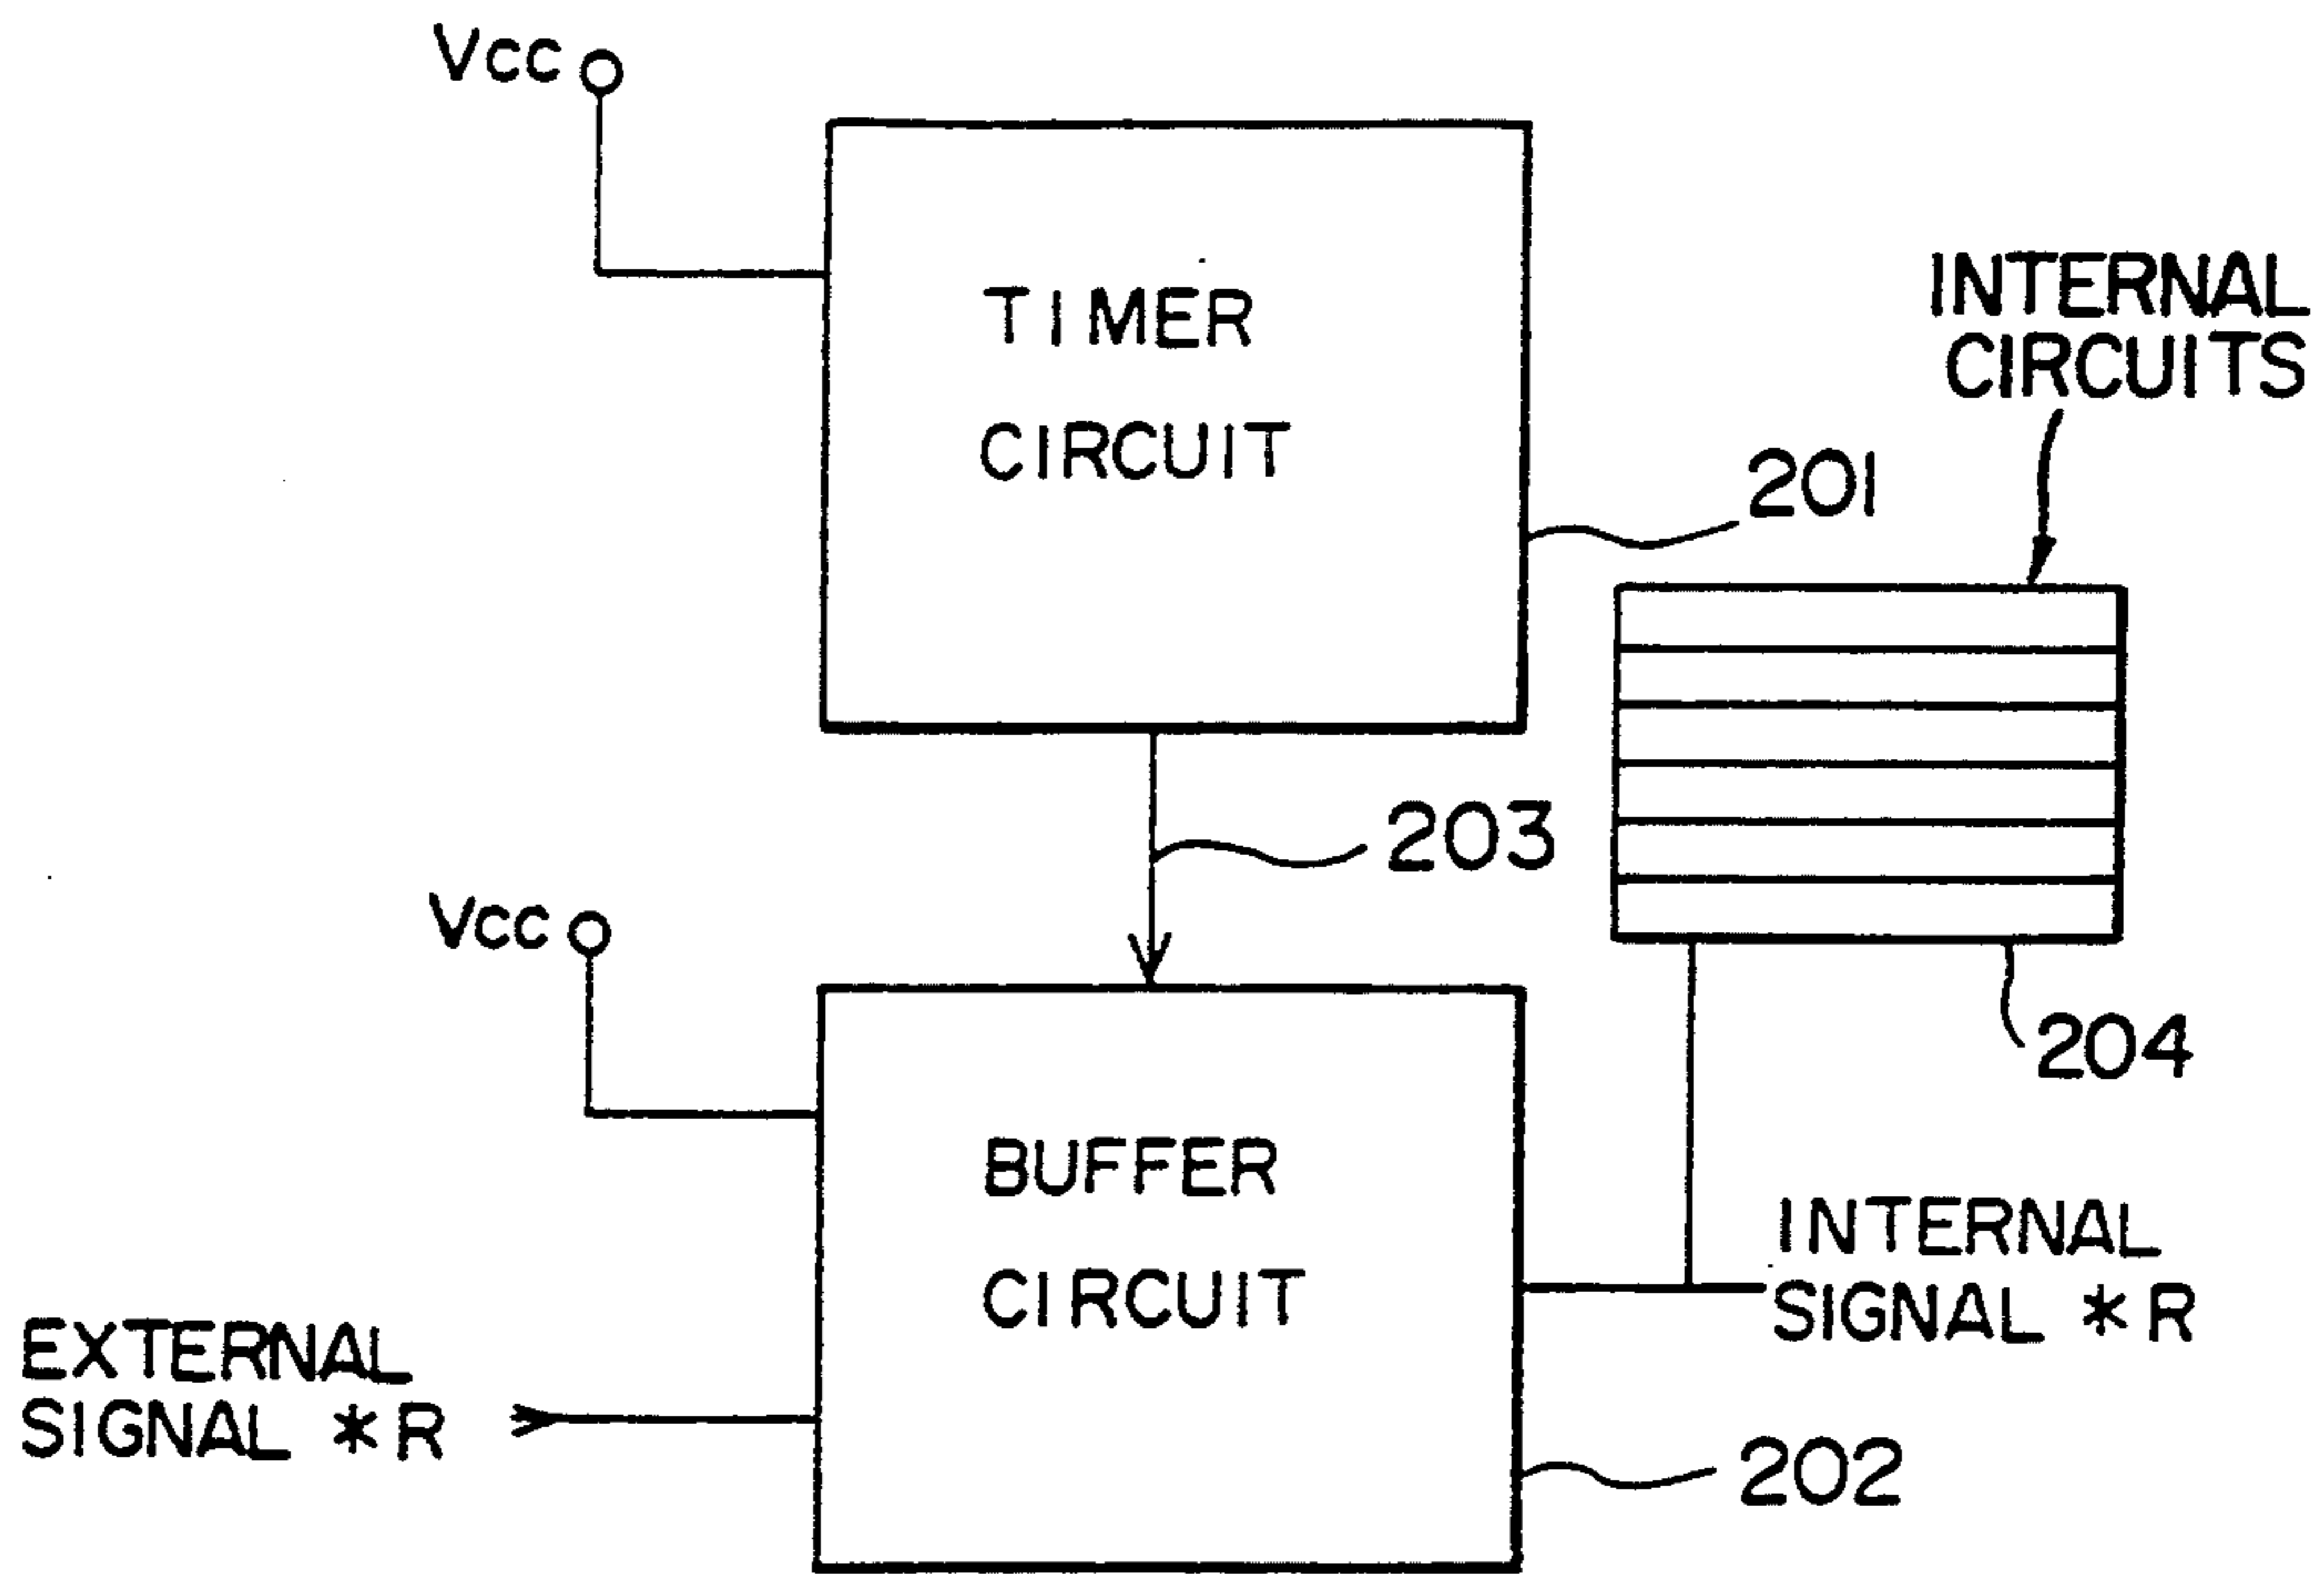 Vcc
TIMER
CIRCUIT
INTERNAL
CIRCUITS
201
203
Vcc
204
BUFFER
CIRCUIT
INTERNAL
SIGNAL *R
EXTERNAL
SIGNAL *R
202